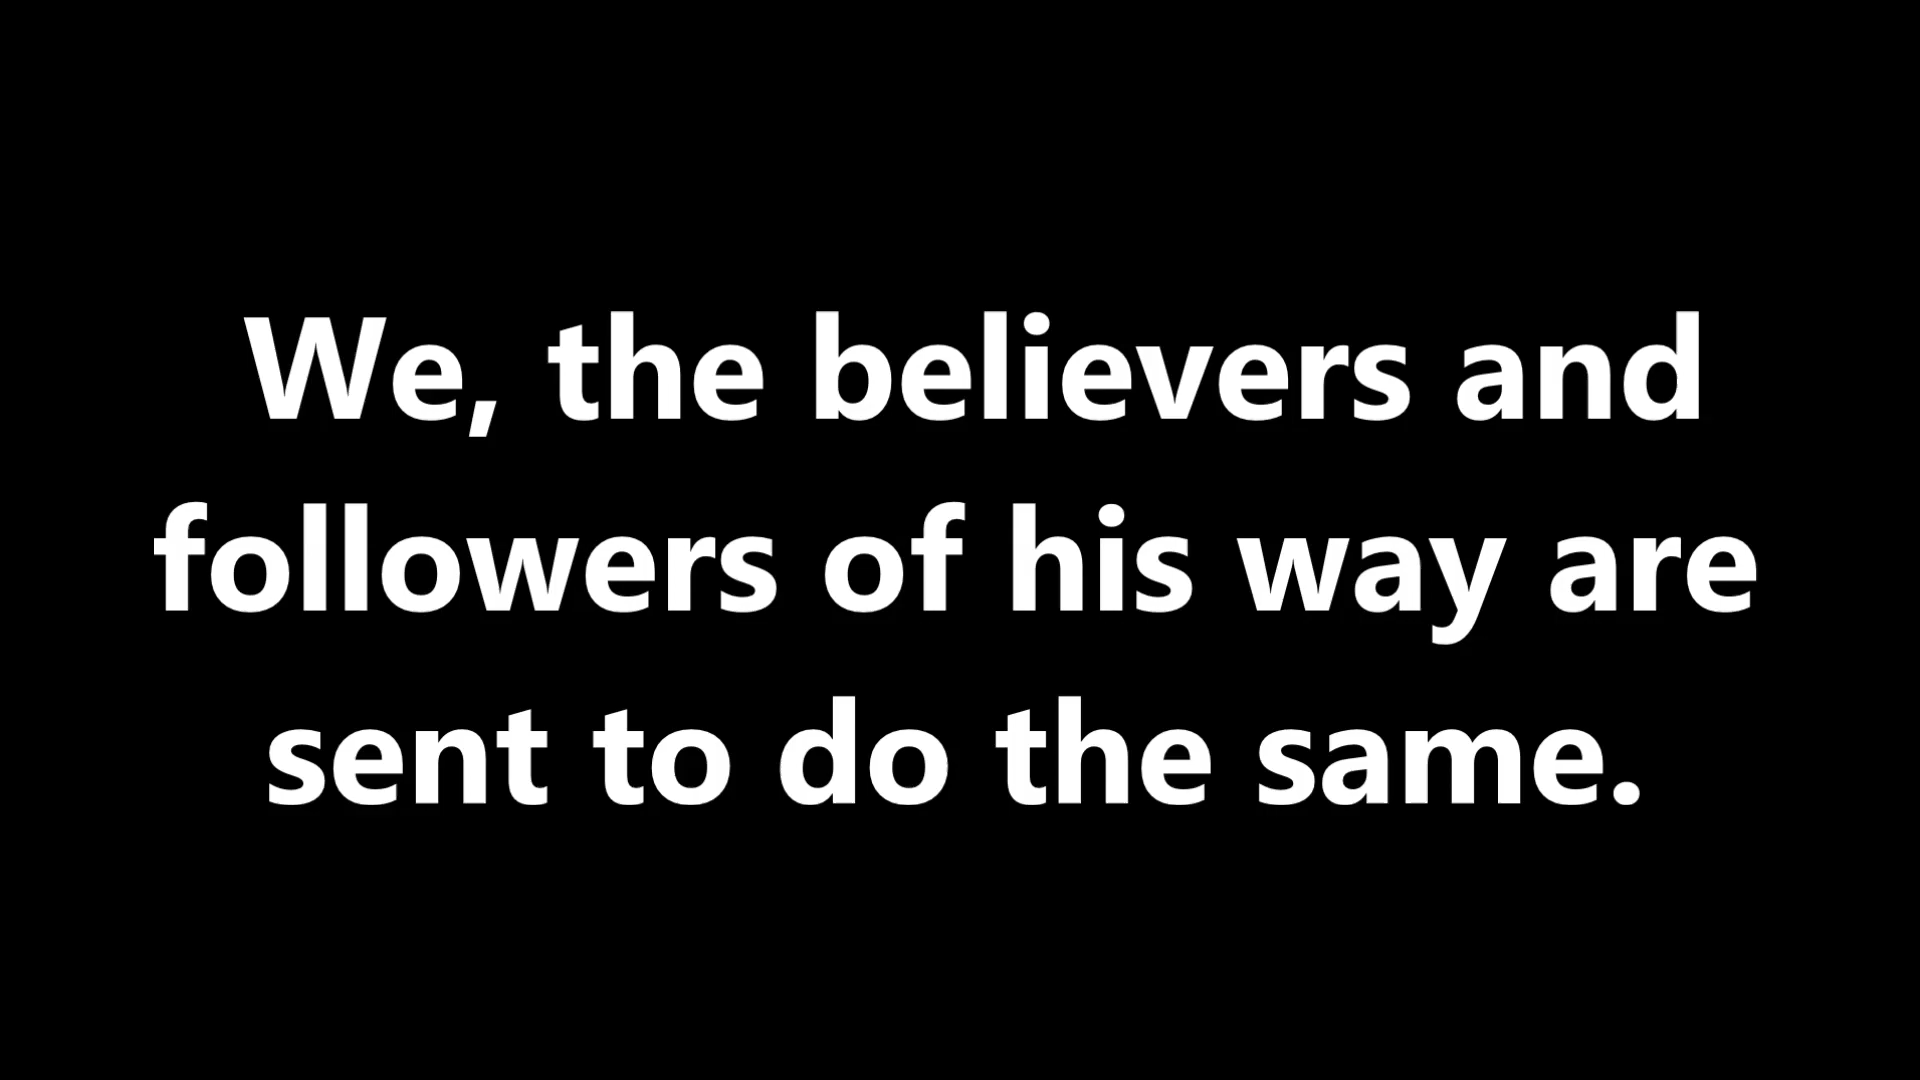 We, the believers and
followers of his way are
sent to do the same.